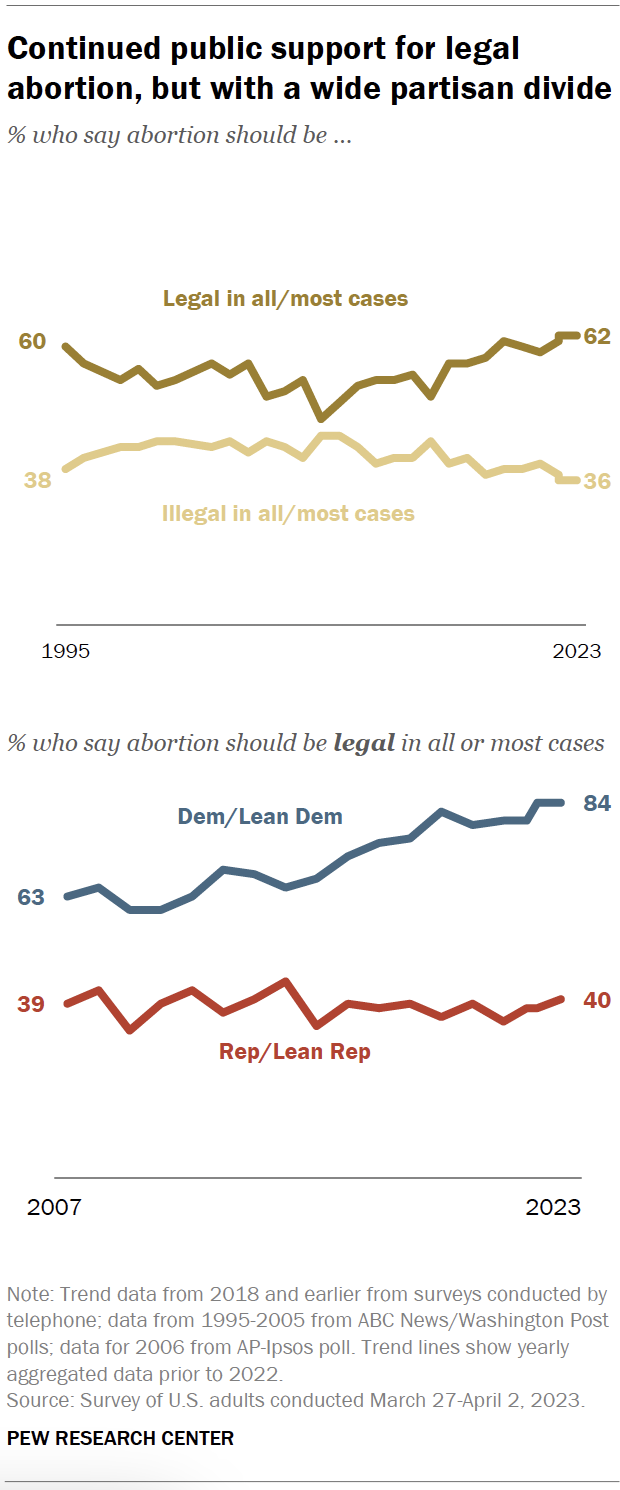 Continued public support for legal
abortion, but with a wide partisan divide
% who say abortion should be ...
Legal in all/most cases
60
62
38
36
Illegal in all/most cases
1995
2023
% who say abortion should be legal in all or most cases
84
Dem/Lean Dem
63
39
40
Rep/Lean Rep
2007
2023
Note: Trend data from 2018 and earlier from surveys conducted by
telephone; data from 1995-2005 from ABC News/Washington Post
polls; data for 2006 from AP-Ipsos poll. Trend lines show yearly
aggregated data prior to 2022.
Source: Survey of U.S. adults conducted March 27-April 2, 2023.
PEW RESEARCH CENTER